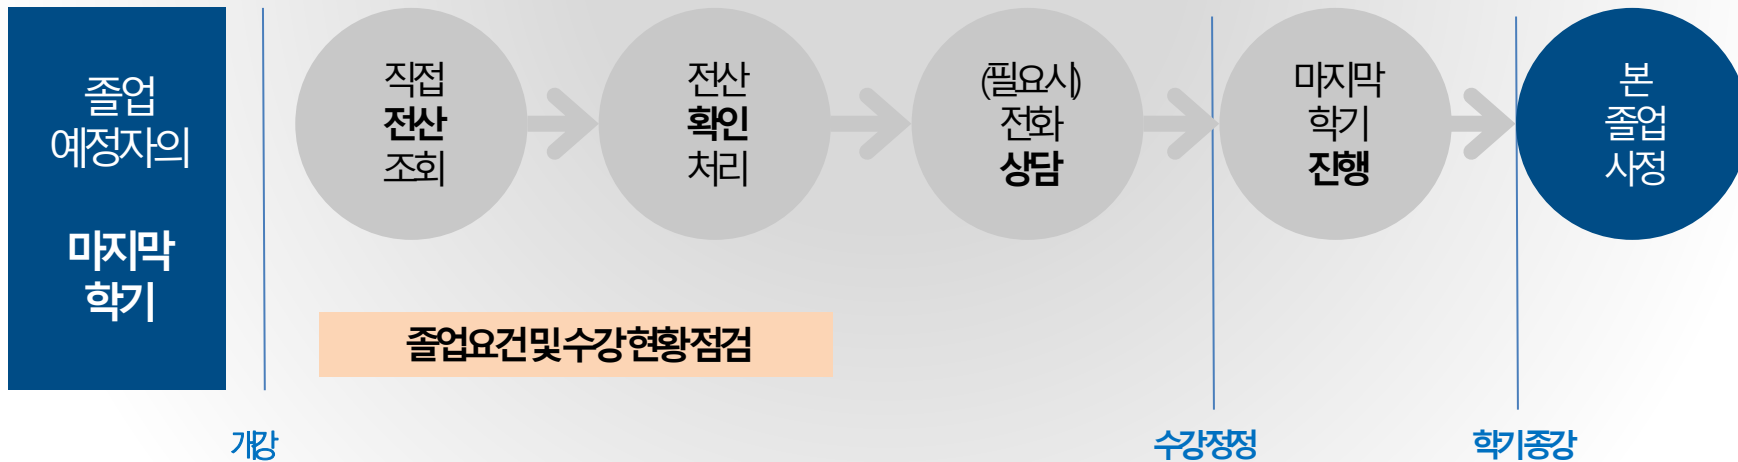 졸업
예정자의
마지막
학기
직접
전산
조회
전산
확인
처리
(필요시)
전화
상담
마지막
학기
진행
본
졸업
사정
졸업요건 및 수강 현황 점검
개강
수강정정
학기종강